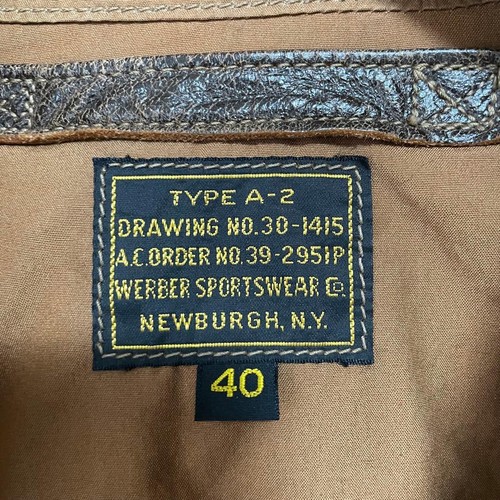 TYPE A-2
DRAWING NO. 30-1415
A.C. ORDER NO. 39-2951P
WERBER SPORTSWEAR Co.
NEWBURGH, N.Y.
40